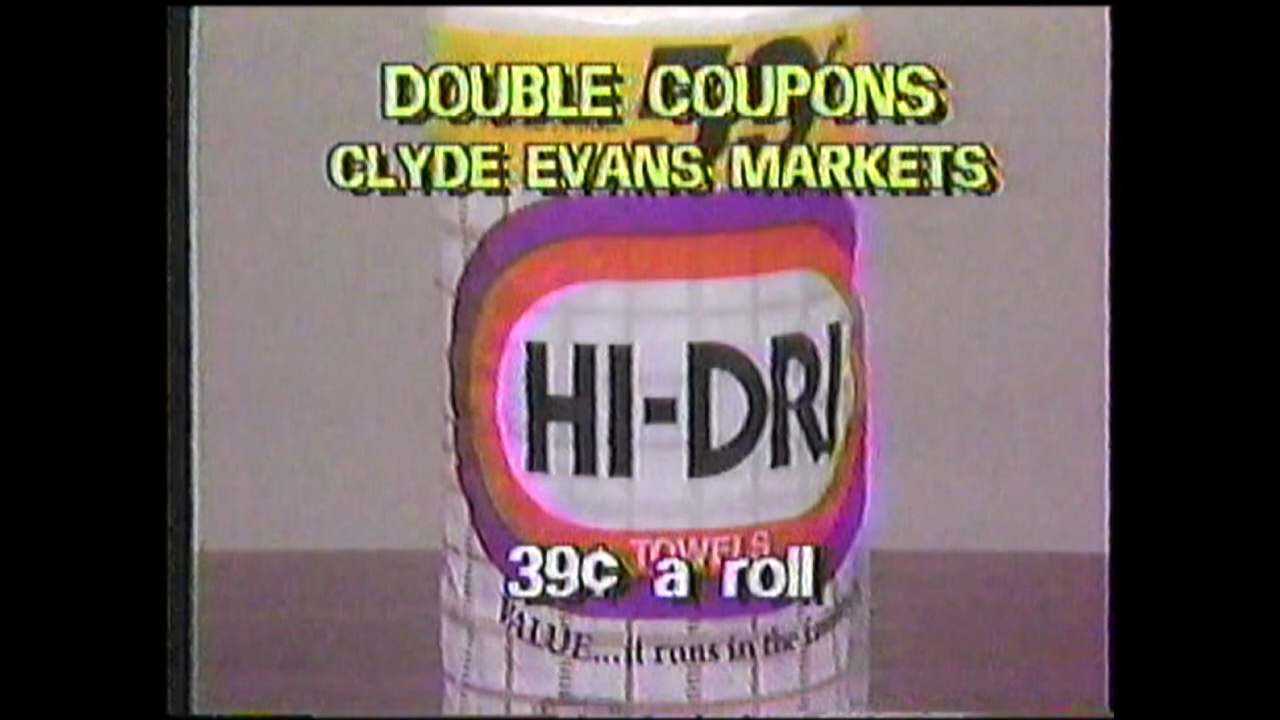 DOUBLE COUPONS
CLYDE EVANS MARKETS
HI-DRI
TOWELS
39¢ a roll
VALUE...it runs in the